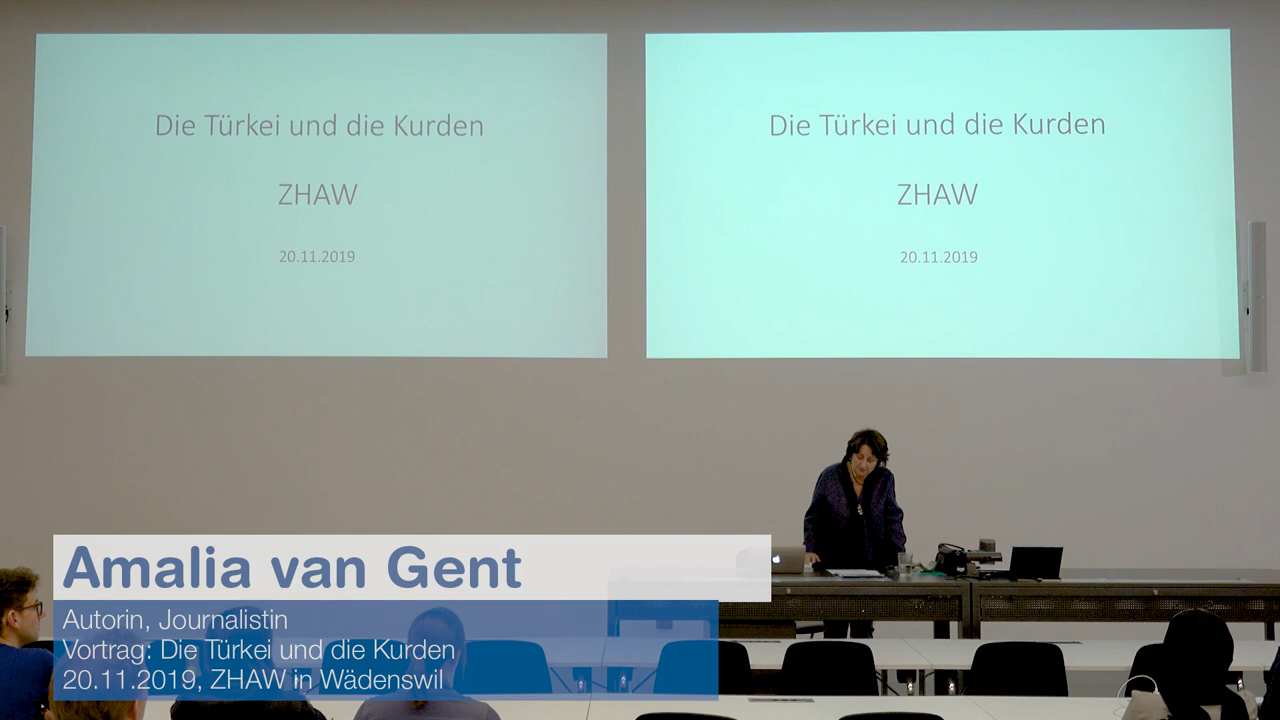 Die Türkei und die Kurden
ZHAW
20.11.2019
Die Türkei und die Kurden
ZHAW
20.11.2019
Amalia van Gent
Autorin, Journalistin
Vortrag: Die Türkei und die Kurden
20.11.2019, ZHAW in Wädenswil